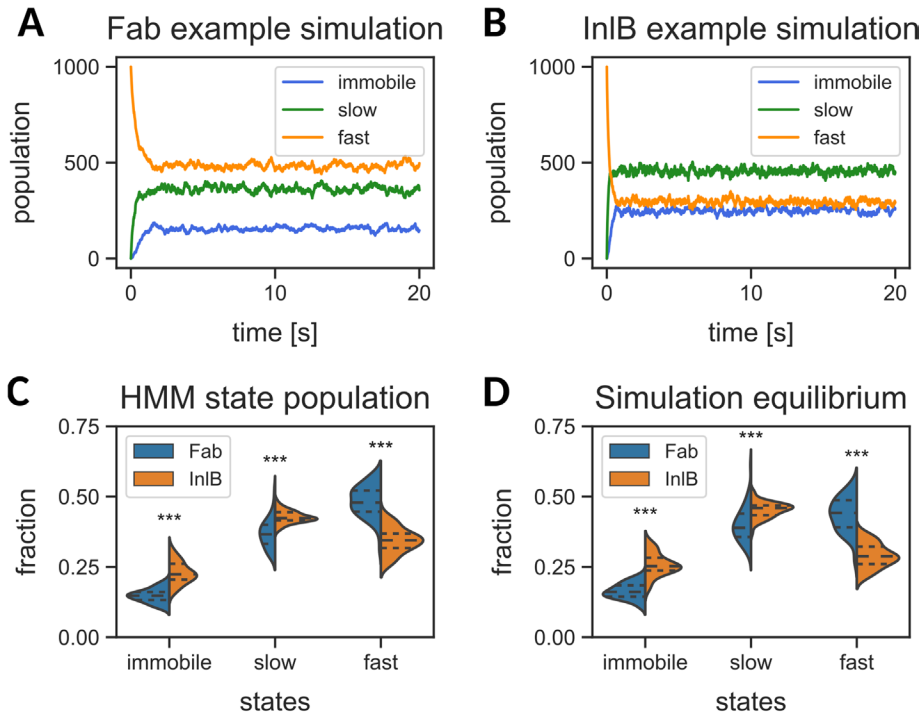 A
Fab example simulation
1000
500
0
population
immobile
slow
fast
0 10 20
time [s]
B
InlB example simulation
1000
500
0
population
immobile
slow
fast
0 10 20
time [s]
C
HMM state population
0.75
0.50
0.25
0.00
fraction
Fab
InlB
***
***
***
immobile slow fast
states
D
Simulation equilibrium
0.75
0.50
0.25
0.00
fraction
Fab
InlB
***
***
***
immobile slow fast
states